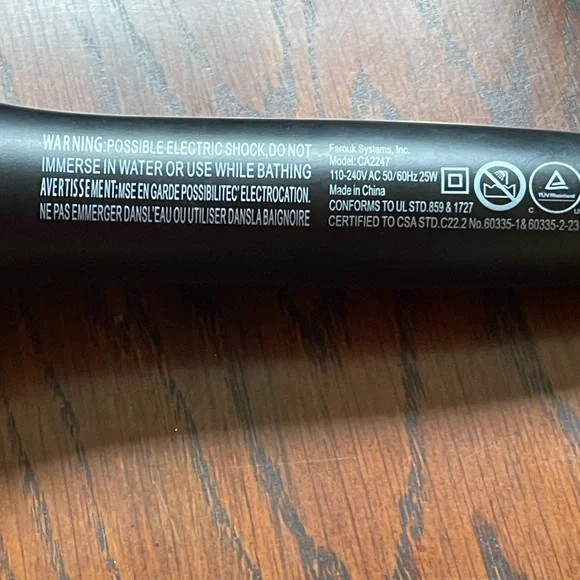 WARNING:POSSIBLE ELECTRIC SHOCK,DO NOT
IMMERSE IN WATER OR USE WHILE BATHING
AVERTISSEMENT:MSE EN GARDE POSSIBILITEC' ELECTROCATION.
NE PAS EMMERGER DANSL'EAU OU UTILISER DANSLA BAIGNOIRE
Farouk Systems, Inc.
Model: CA2247
110-240V AC 50/60Hz 25W
Made in China
CONFORMS TO UL STD.859 & 1727
CERTIFIED TO CSA STD.C22.2 No.60335-1& 60335-2-23
TÜVRheinland
C